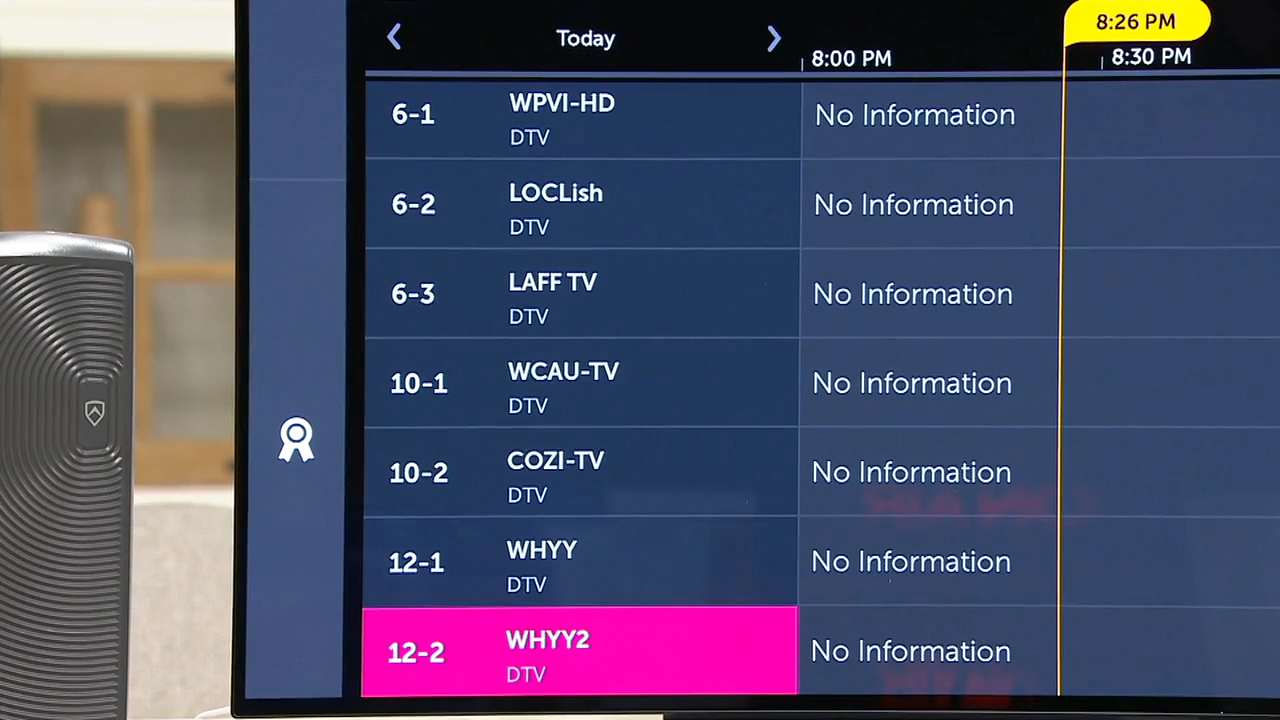 Today
8:26 PM
8:00 PM
8:30 PM
6-1
WPVI-HD
DTV
No Information
6-2
LOCLish
DTV
No Information
6-3
LAFF TV
DTV
No Information
10-1
WCAU-TV
DTV
No Information
10-2
COZI-TV
DTV
No Information
12-1
WHYY
DTV
No Information
12-2
WHYY2
DTV
No Information